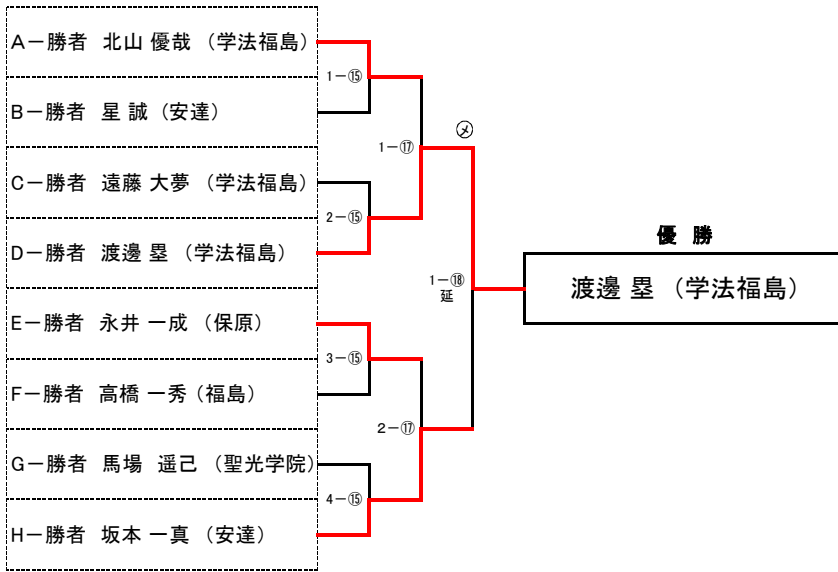 A－勝者 北山 優哉 （学法福島）
1－⑮
B－勝者 星 誠 （安達）
㋱
1－⑰
C－勝者 遠藤 大夢 （学法福島）
2－⑮
D－勝者 渡邊 塁 （学法福島）
優 勝
1－⑱
延
渡邊 塁 （学法福島）
E－勝者 永井 一成 （保原）
3－⑮
F－勝者 高橋 一秀 （福島）
2－⑰
G－勝者 馬場 遥己 （聖光学院）
4－⑮
H－勝者 坂本 一真 （安達）